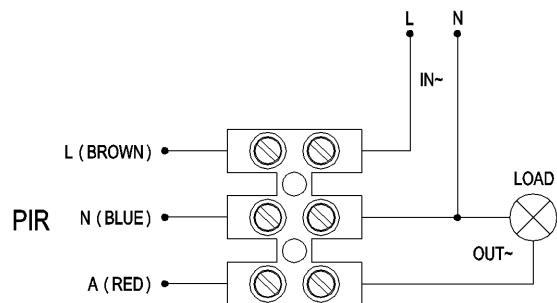 L N
IN~
L ( BROWN )
LOAD
PIR N ( BLUE )
OUT~
A ( RED )